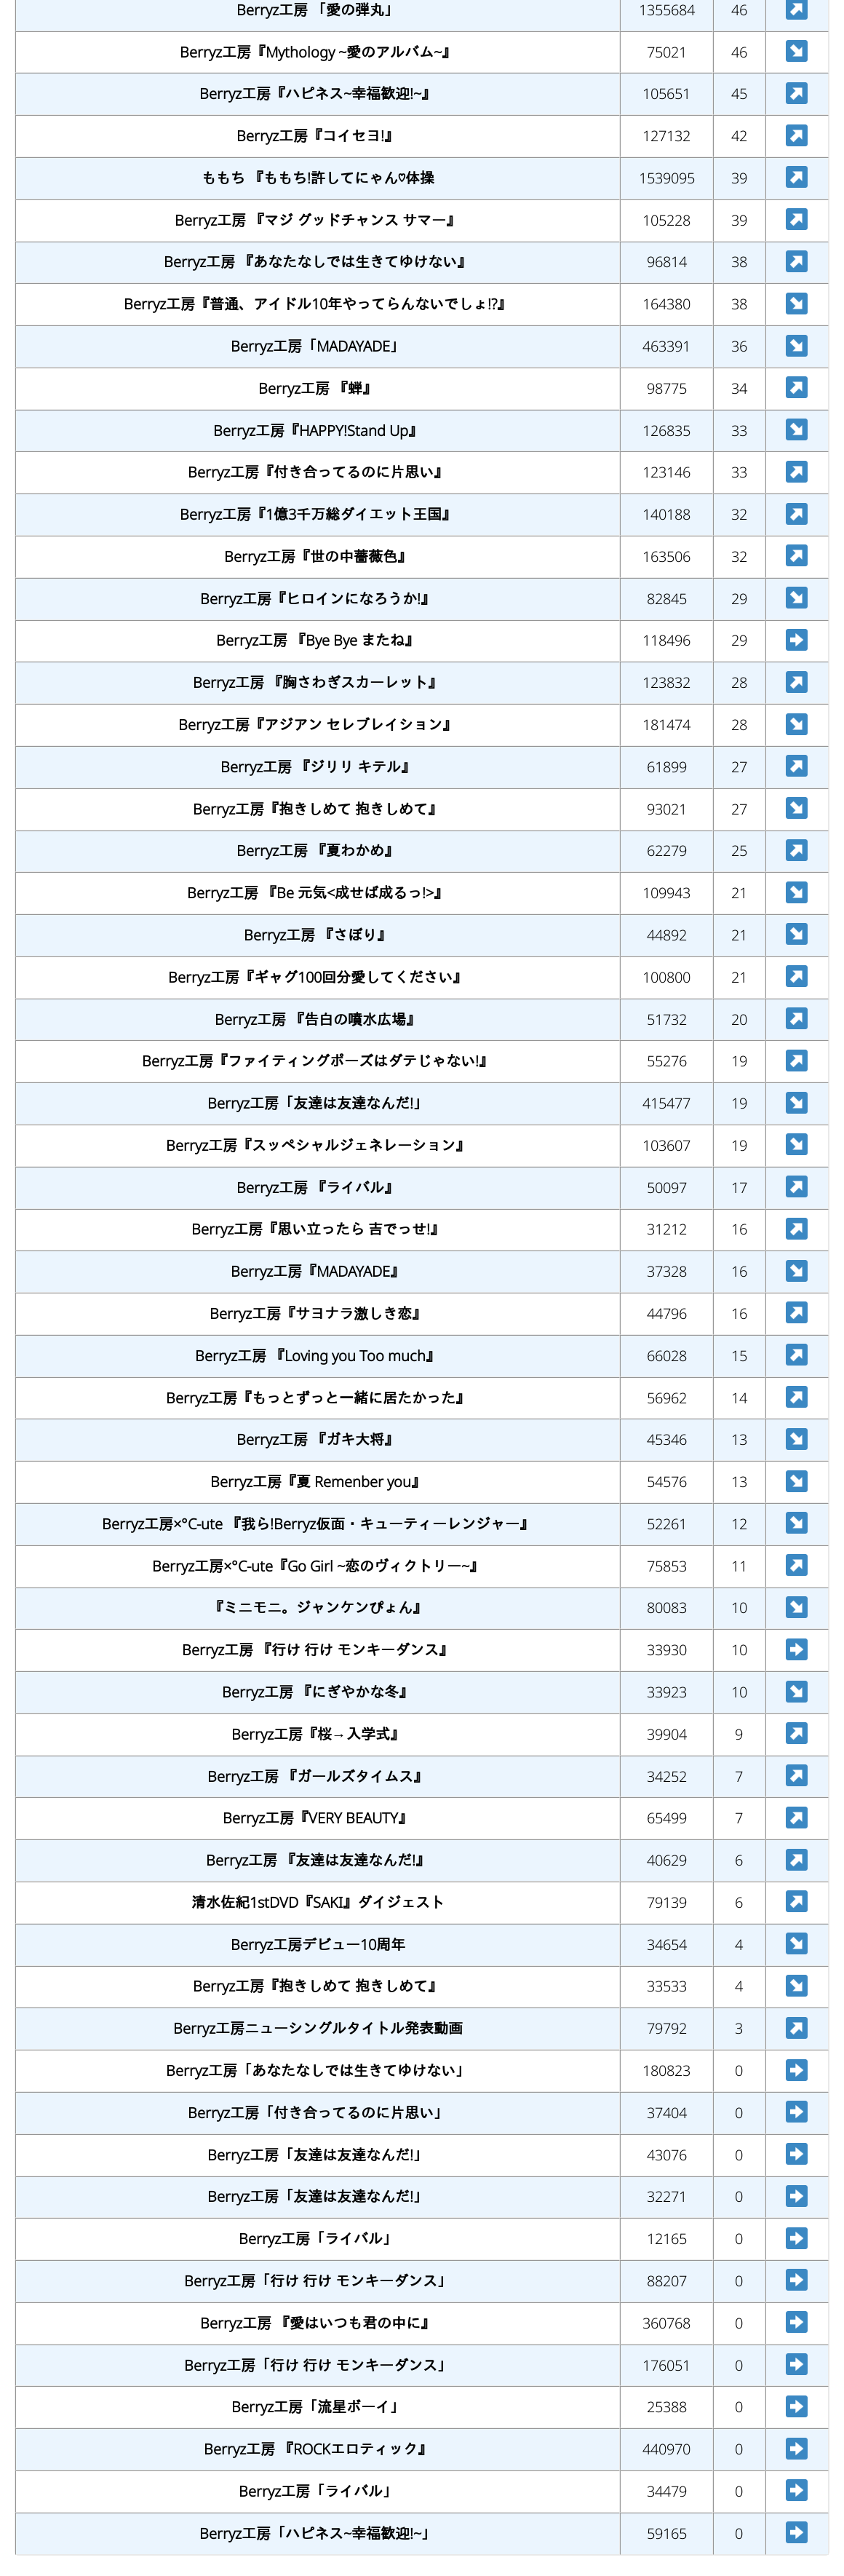 Berryz工房 「愛の弾丸」 1355684 46 ↗
Berryz工房『Mythology ~愛のアルバム~』 75021 46 ↘
Berryz工房『ハピネス~幸福歓迎!~』 105651 45 ↗
Berryz工房『コイセヨ!』 127132 42 ↗
ももち 『ももち!許してにゃん♡体操 1539095 39 ↗
Berryz工房 『マジ グッドチャンス サマー』 105228 39 ↗
Berryz工房 『あなたなしでは生きてゆけない』 96814 38 ↗
Berryz工房『普通、アイドル10年やってらんないでしょ!?』 164380 38 ↘
Berryz工房「MADAYADE」 463391 36 ↘
Berryz工房 『蝉』 98775 34 ↗
Berryz工房『HAPPY!Stand Up』 126835 33 ↘
Berryz工房『付き合ってるのに片思い』 123146 33 ↗
Berryz工房『1億3千万総ダイエット王国』 140188 32 ↗
Berryz工房『世の中薔薇色』 163506 32 ↗
Berryz工房『ヒロインになろうか!』 82845 29 ↘
Berryz工房 『Bye Bye またね』 118496 29 ➡
Berryz工房 『胸さわぎスカーレット』 123832 28 ↗
Berryz工房『アジアン セレブレイション』 181474 28 ↘
Berryz工房 『ジリリ キテル』 61899 27 ↗
Berryz工房『抱きしめて 抱きしめて』 93021 27 ↘
Berryz工房 『夏わかめ』 62279 25 ↗
Berryz工房 『Be 元気<成せば成るっ!>』 109943 21 ↘
Berryz工房 『さぼり』 44892 21 ↘
Berryz工房『ギャグ100回分愛してください』 100800 21 ↗
Berryz工房 『告白の噴水広場』 51732 20 ↗
Berryz工房『ファイティングポーズはダテじゃない!』 55276 19 ↗
Berryz工房「友達は友達なんだ!」 415477 19 ↘
Berryz工房『スッペシャルジェネレ〜ション』 103607 19 ↘
Berryz工房 『ライバル』 50097 17 ↗
Berryz工房『思い立ったら 吉でっせ!』 31212 16 ↗
Berryz工房『MADAYADE』 37328 16 ↘
Berryz工房『サヨナラ激しき恋』 44796 16 ↗
Berryz工房 『Loving you Too much』 66028 15 ↗
Berryz工房『もっとずっと一緒に居たかった』 56962 14 ↗
Berryz工房 『ガキ大将』 45346 13 ↘
Berryz工房『夏 Remenber you』 54576 13 ↘
Berryz工房×°C-ute 『我ら!Berryz仮面・キューティーレンジャー』 52261 12 ↘
Berryz工房×°C-ute『Go Girl ~恋のヴィクトリー~』 75853 11 ↗
『ミニモニ。ジャンケンぴょん』 80083 10 ↘
Berryz工房 『行け 行け モンキーダンス』 33930 10 ➡
Berryz工房 『にぎやかな冬』 33923 10 ↘
Berryz工房『桜→入学式』 39904 9 ↗
Berryz工房 『ガールズタイムス』 34252 7 ↗
Berryz工房『VERY BEAUTY』 65499 7 ↗
Berryz工房 『友達は友達なんだ!』 40629 6 ↗
清水佐紀1stDVD『SAKI』ダイジェスト 79139 6 ↗
Berryz工房デビュー10周年 34654 4 ↘
Berryz工房『抱きしめて 抱きしめて』 33533 4 ↘
Berryz工房ニューシングルタイトル発表動画 79792 3 ↗
Berryz工房「あなたなしでは生きてゆけない」 180823 0 ➡
Berryz工房「付き合ってるのに片思い」 37404 0 ➡
Berryz工房「友達は友達なんだ!」 43076 0 ➡
Berryz工房「友達は友達なんだ!」 32271 0 ➡
Berryz工房「ライバル」 12165 0 ➡
Berryz工房「行け 行け モンキーダンス」 88207 0 ➡
Berryz工房 『愛はいつも君の中に』 360768 0 ➡
Berryz工房「行け 行け モンキーダンス」 176051 0 ➡
Berryz工房「流星ボーイ」 25388 0 ➡
Berryz工房 『ROCKエロティック』 440970 0 ➡
Berryz工房「ライバル」 34479 0 ➡
Berryz工房「ハピネス~幸福歓迎!~」 59165 0 ➡